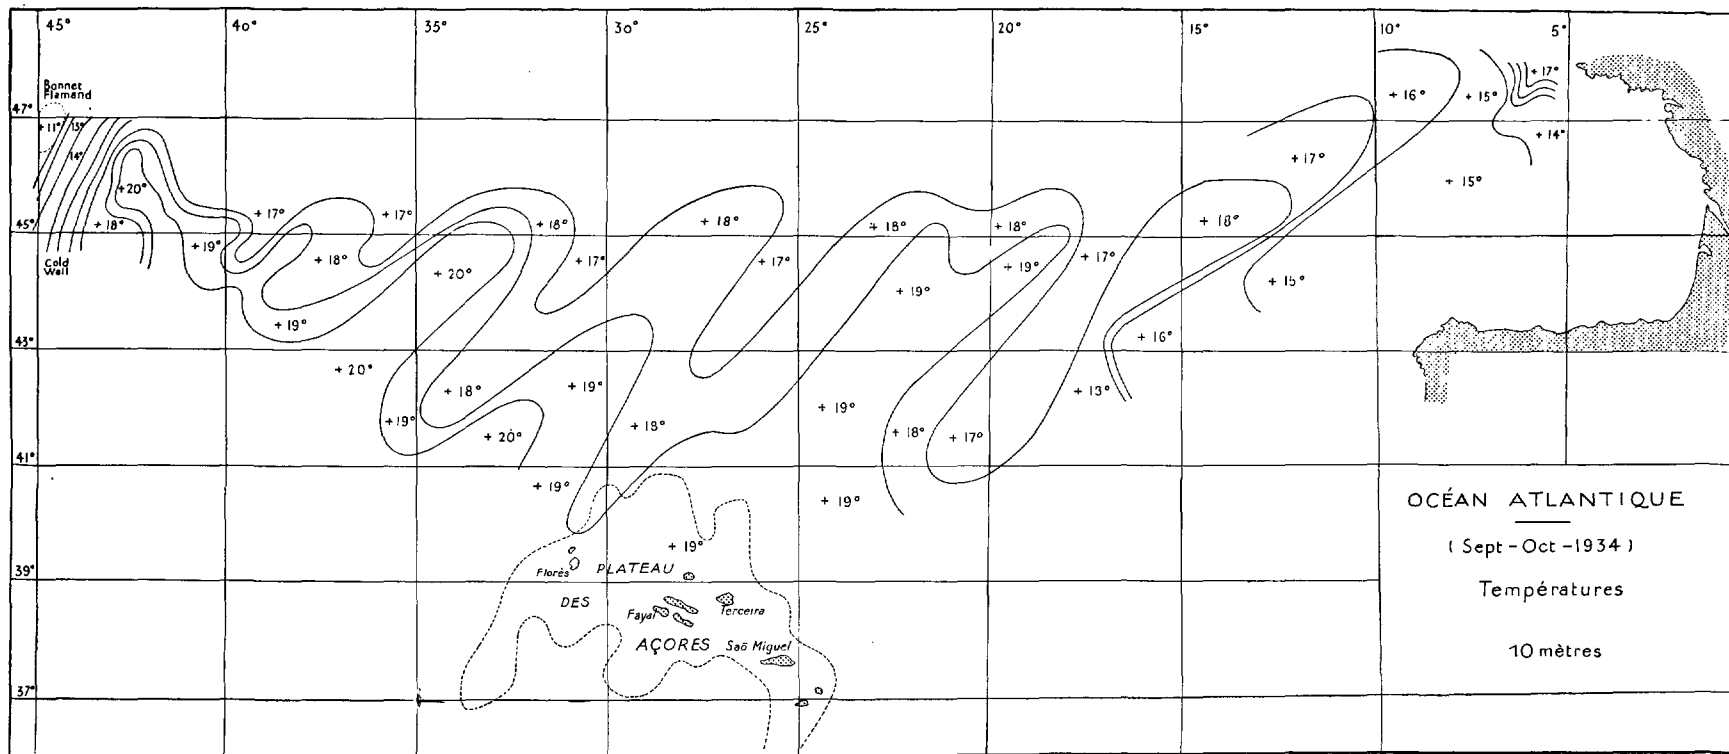 45° 40° 35° 30° 25° 20° 15° 10° 5°
Bonnet
Flamand
+17°
+16° +15°
47°
+11° 13°
+14°
14° +17°
+20° +15°
+17° +17° +18° +18° +18° +18° +18°
45° +18°
+19° +18° +17° +17° +19° +17°
Cold
Wall
+20° +15°
+19°
+19° +16°
43°
+20° +19° +18° +13°
+19° +19°
+18° +18° +17°
+20°
41°
+19° +19°
OCÉAN ATLANTIQUE
( Sept-Oct-1934 )
+19°
Florès PLATEAU
39°
Températures
DES Fayal Terceira
AÇORES Saõ Miguel
10 mètres
37°